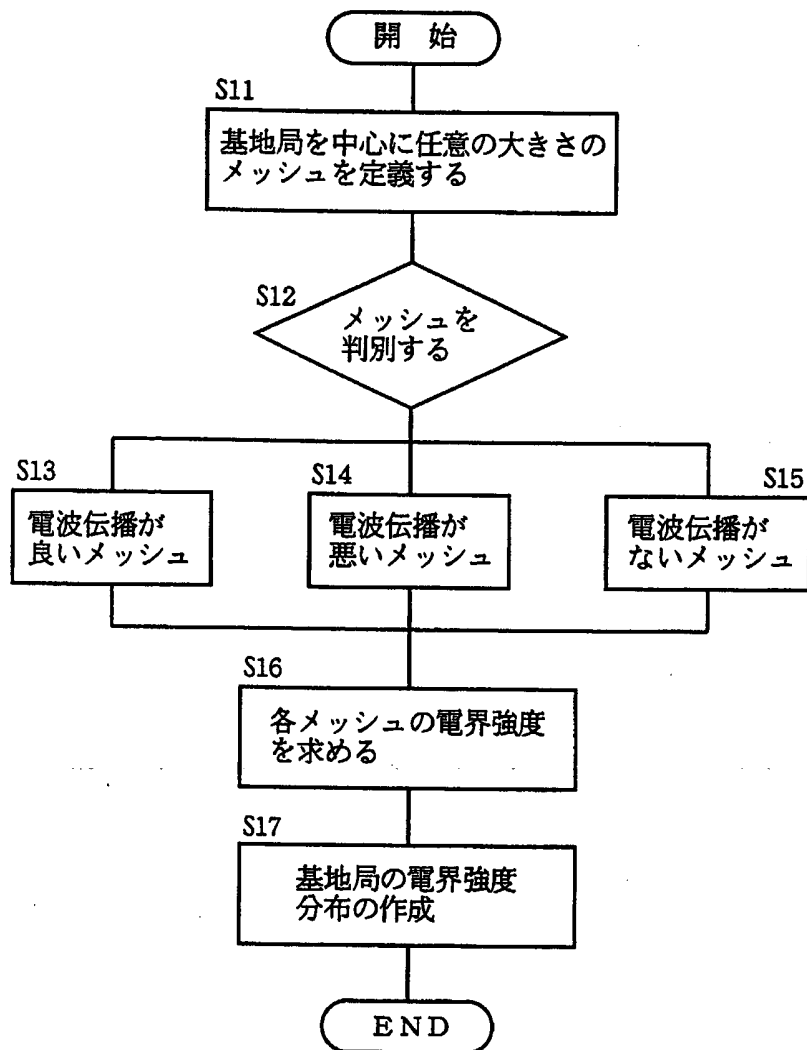 開 始
S11
基地局を中心に任意の大きさの
メッシュを定義する
S12
メッシュを
判別する
S13
電波伝播が
良いメッシュ
S14
電波伝播が
悪いメッシュ
S15
電波伝播が
ないメッシュ
S16
各メッシュの電界強度
を求める
S17
基地局の電界強度
分布の作成
END